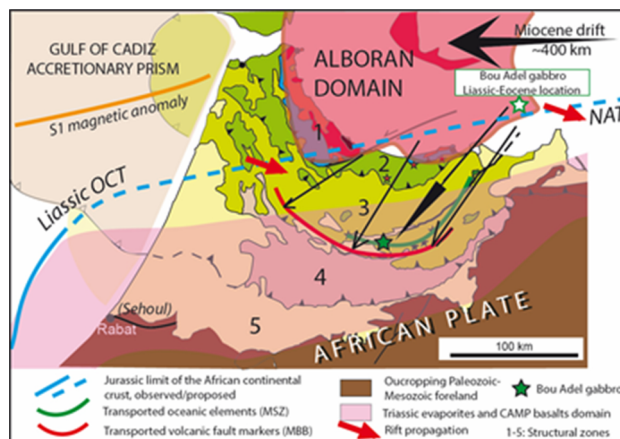 GULF OF CADIZ
ACCRETIONARY PRISM
S1 magnetic anomaly
Liassic OCT
ALBORAN
DOMAIN
Miocene drift
~400 km
Bou Adel gabbro
Liassic-Eocene location
NAT
1
2
3
4
5
(Sehoul)
Rabat
AFRICAN PLATE
100 km
Jurassic limit of the African continental
crust, observed/proposed
Transported oceanic elements (MSZ)
Transported volcanic fault markers (MBB)
Oucropping Paleozoic-
Mesozoic foreland
Triassic evaporites and CAMP basalts domain
Rift propagation
Bou Adel gabbro
1-5: Structural zones